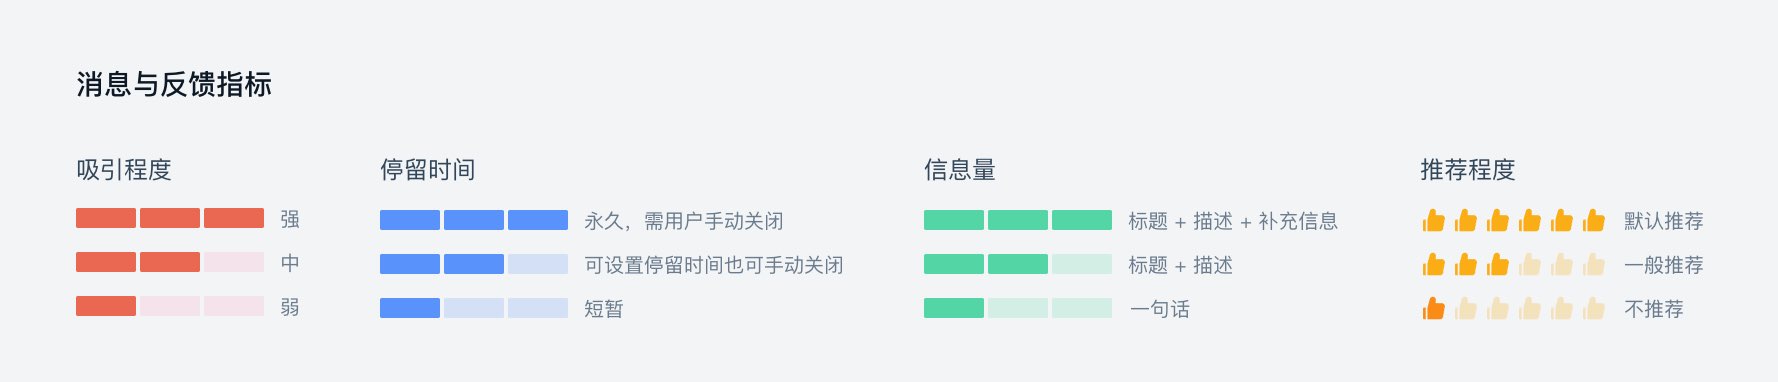 消息与反馈指标
吸引程度
强
中
弱
停留时间
永久，需用户手动关闭
可设置停留时间也可手动关闭
短暂
信息量
标题 + 描述 + 补充信息
标题 + 描述
一句话
推荐程度
默认推荐
一般推荐
不推荐